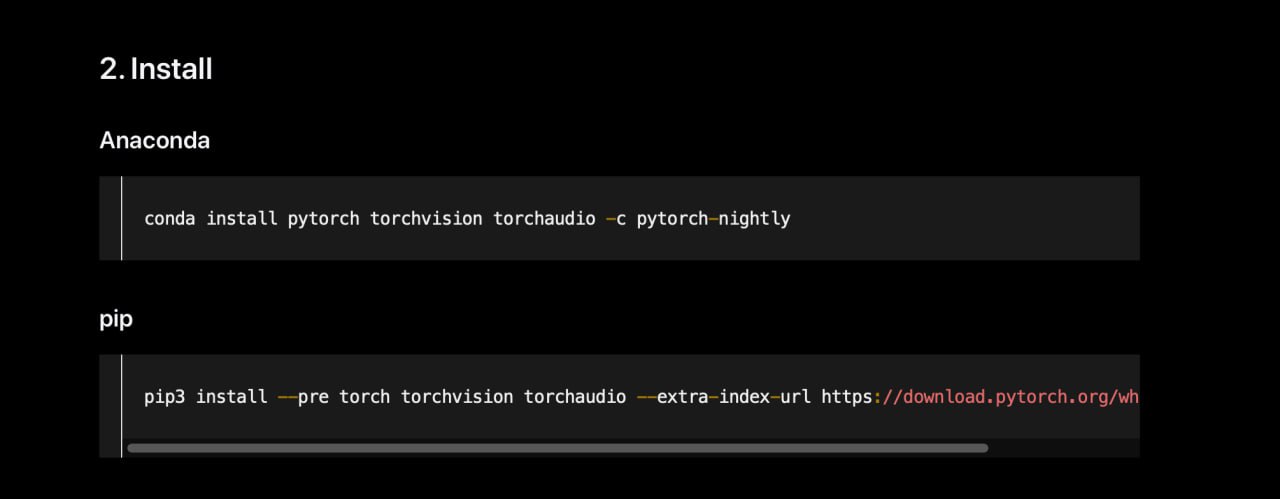 2. Install
Anaconda
conda install pytorch torchvision torchaudio -c pytorch-nightly
pip
pip3 install --pre torch torchvision torchaudio --extra-index-url https://download.pytorch.org/wh